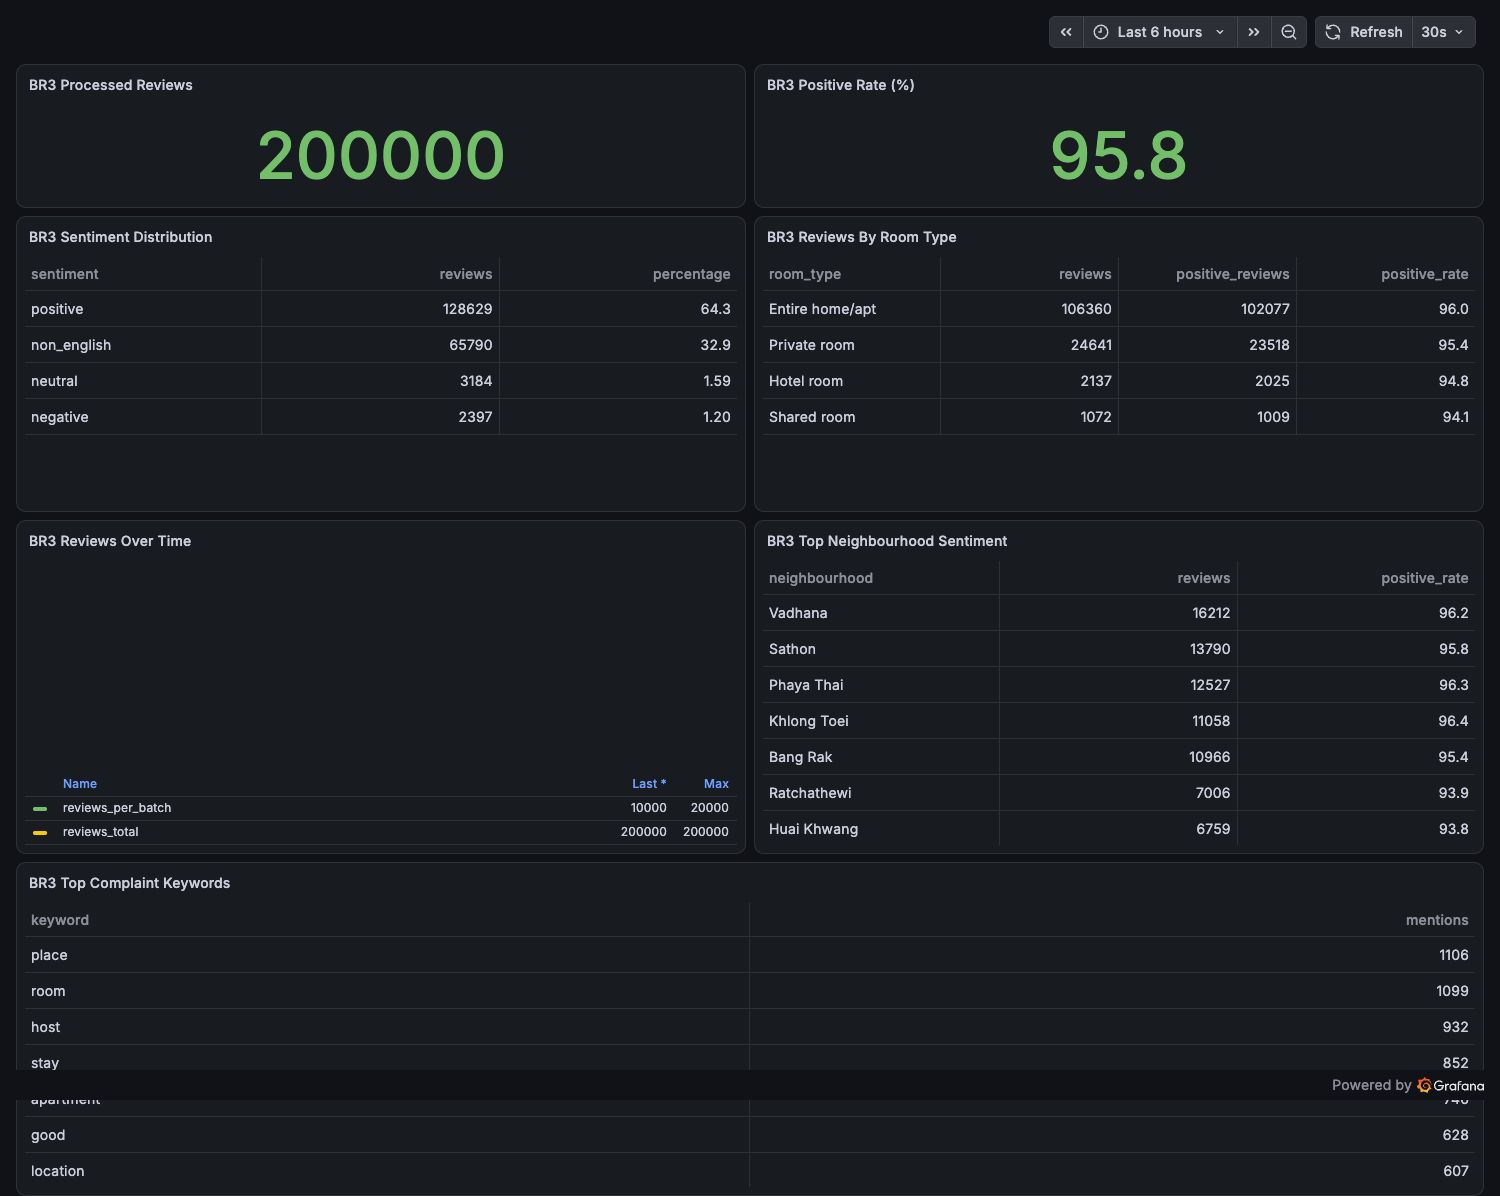 Last 6 hours
Refresh
30s
BR3 Processed Reviews
200000
BR3 Positive Rate (%)
95.8
BR3 Sentiment Distribution
sentiment reviews percentage
positive 128629 64.3
non_english 65790 32.9
neutral 3184 1.59
negative 2397 1.20
BR3 Reviews By Room Type
room_type reviews positive_reviews positive_rate
Entire home/apt 106360 102077 96.0
Private room 24641 23518 95.4
Hotel room 2137 2025 94.8
Shared room 1072 1009 94.1
BR3 Reviews Over Time
Name Last * Max
reviews_per_batch 10000 20000
reviews_total 200000 200000
BR3 Top Neighbourhood Sentiment
neighbourhood reviews positive_rate
Vadhana 16212 96.2
Sathon 13790 95.8
Phaya Thai 12527 96.3
Khlong Toei 11058 96.4
Bang Rak 10966 95.4
Ratchathewi 7006 93.9
Huai Khwang 6759 93.8
BR3 Top Complaint Keywords
keyword mentions
place 1106
room 1099
host 932
stay 852
Powered by Grafana
apartment
good 628
location 607